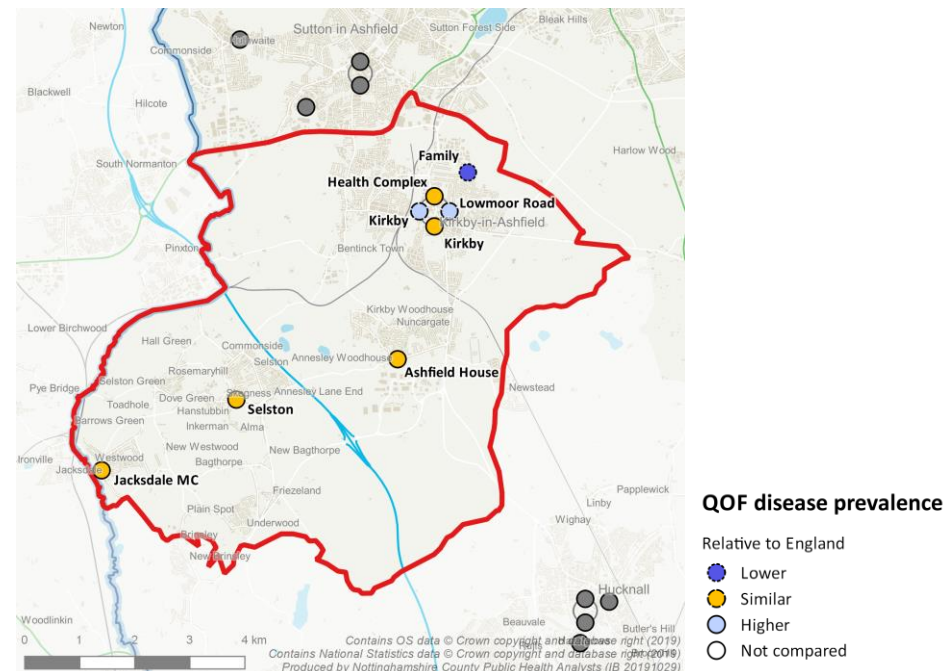 Newton
Sutton in Ashfield
Sutton Forest Side
Bleak Hills
Commonside
Blackwell
Hilcote
Harlow Wood
South Normanton
Family
Health Complex
Lowmoor Road
Kirkby
Kirkby-in-Ashfield
Kirkby
Pinxton
Bentinck Town
Kirkby Woodhouse
Nuncargate
Lower Birchwood
Hall Green
Commonside
Selston
Annesley Woodhouse
Rosemaryhill
Ashfield House
Pye Bridge
Selston Green
Dove Green
Skegness
Annesley Lane End
Newstead
Toadhole
Hanstubbin
Selston
Barrows Green
Inkerman
Alma
New Westwood
New Bagthorpe
Ironville
Westwood
Bagthorpe
Jacksdale
Jacksdale MC
Friezeland
Papplewick
Plain Spot
Linby
Underwood
Wighay
Brinsley
New Brinsley
Hucknall
Woodlinkin
Butler's Hill
0 1 2 4 km
Contains OS data © Crown copyright and database right (2019)
Contains National Statistics data © Crown copyright and database right (2019)
Produced by Nottinghamshire County Public Health Analysts (IB 20191029)
QOF disease prevalence
Relative to England
Lower
Similar
Higher
Not compared